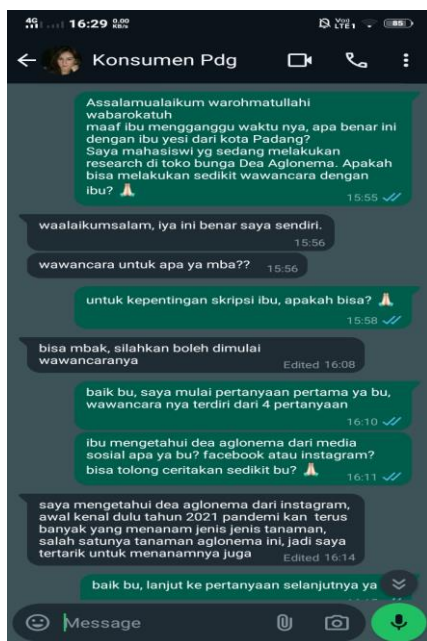 4G 16:29 0.00 KB/s Vo) LTE1 85
Konsumen Pdg
Assalamualaikum warohmatullahi
wabarokatuh
maaf ibu mengganggu waktu nya, apa benar ini
dengan ibu yesi dari kota Padang?
Saya mahasiswi yg sedang melakukan
research di toko bunga Dea Aglonema. Apakah
bisa melakukan sedikit wawancara dengan
ibu? 🙏🏻
15:55
waalaikumsalam, iya ini benar saya sendiri.
15:56
wawancara untuk apa ya mba??
15:56
untuk kepentingan skripsi ibu, apakah bisa? 🙏🏻
15:58
bisa mbak, silahkan boleh dimulai
wawancaranya
Edited 16:08
baik bu, saya mulai pertanyaan pertama ya bu,
wawancara nya terdiri dari 4 pertanyaan
16:10
ibu mengetahui dea aglonema dari media
sosial apa ya bu? facebook atau instagram?
bisa tolong ceritakan sedikit bu? 🙏🏻
16:11
saya mengetahui dea aglonema dari instagram,
awal kenal dulu tahun 2021 pandemi kan terus
banyak yang menanam jenis jenis tanaman,
salah satunya tanaman aglonema ini, jadi saya
tertarik untuk menanamnya juga
Edited 16:14
baik bu, lanjut ke pertanyaan selanjutnya ya
Message